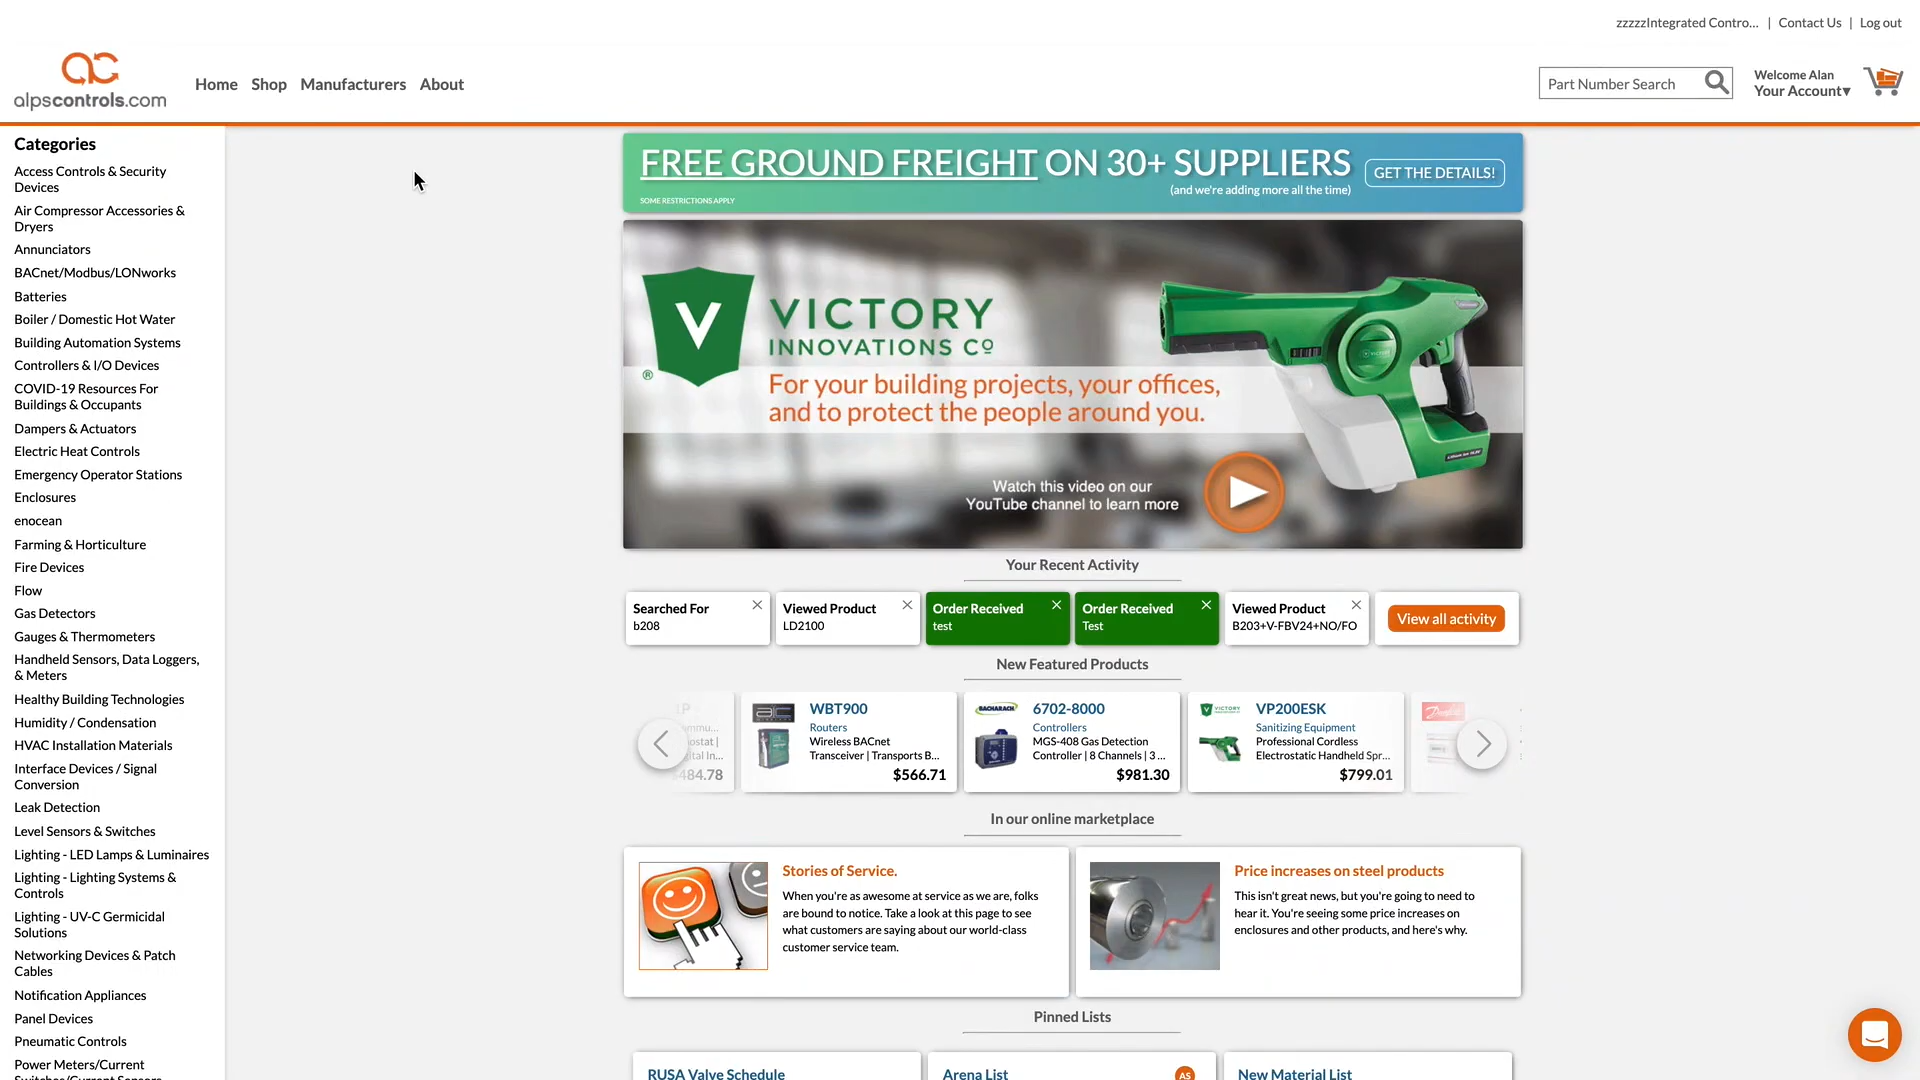 zzzzzIntegrated Contro... | Contact Us | Log out
alpscontrols.com
Home Shop Manufacturers About
Part Number Search
Welcome Alan
Your Account▾
Categories
Access Controls & Security
Devices
Air Compressor Accessories &
Dryers
Annunciators
BACnet/Modbus/LONworks
Batteries
Boiler / Domestic Hot Water
Building Automation Systems
Controllers & I/O Devices
COVID-19 Resources For
Buildings & Occupants
Dampers & Actuators
Electric Heat Controls
Emergency Operator Stations
Enclosures
enocean
Farming & Horticulture
Fire Devices
Flow
Gas Detectors
Gauges & Thermometers
Handheld Sensors, Data Loggers,
& Meters
Healthy Building Technologies
Humidity / Condensation
HVAC Installation Materials
Interface Devices / Signal
Conversion
Leak Detection
Level Sensors & Switches
Lighting - LED Lamps & Luminaires
Lighting - Lighting Systems &
Controls
Lighting - UV-C Germicidal
Solutions
Networking Devices & Patch
Cables
Notification Appliances
Panel Devices
Pneumatic Controls
Power Meters/Current
Switches/Current Sensors
FREE GROUND FREIGHT ON 30+ SUPPLIERS
(and we're adding more all the time)
SOME RESTRICTIONS APPLY
GET THE DETAILS!
V
VICTORY
INNOVATIONS Cº
®
For your building projects, your offices,
and to protect the people around you.
Watch this video on our
YouTube channel to learn more
Your Recent Activity
Searched For
b208
Viewed Product
LD2100
Order Received
test
Order Received
Test
Viewed Product
B203+V-FBV24+NO/FO
View all activity
New Featured Products
$484.78
WBT900
Routers
Wireless BACnet
Transceiver | Transports B...
$566.71
BACHARACH
6702-8000
Controllers
MGS-408 Gas Detection
Controller | 8 Channels | 3 ...
$981.30
VICTORY
VP200ESK
Sanitizing Equipment
Professional Cordless
Electrostatic Handheld Spr...
$799.01
In our online marketplace
Stories of Service.
When you're as awesome at service as we are, folks
are bound to notice. Take a look at this page to see
what customers are saying about our world-class
customer service team.
Price increases on steel products
This isn't great news, but you're going to need to
hear it. You're seeing some price increases on
enclosures and other products, and here's why.
Pinned Lists
RUSA Valve Schedule
Arena List
AS
New Material List